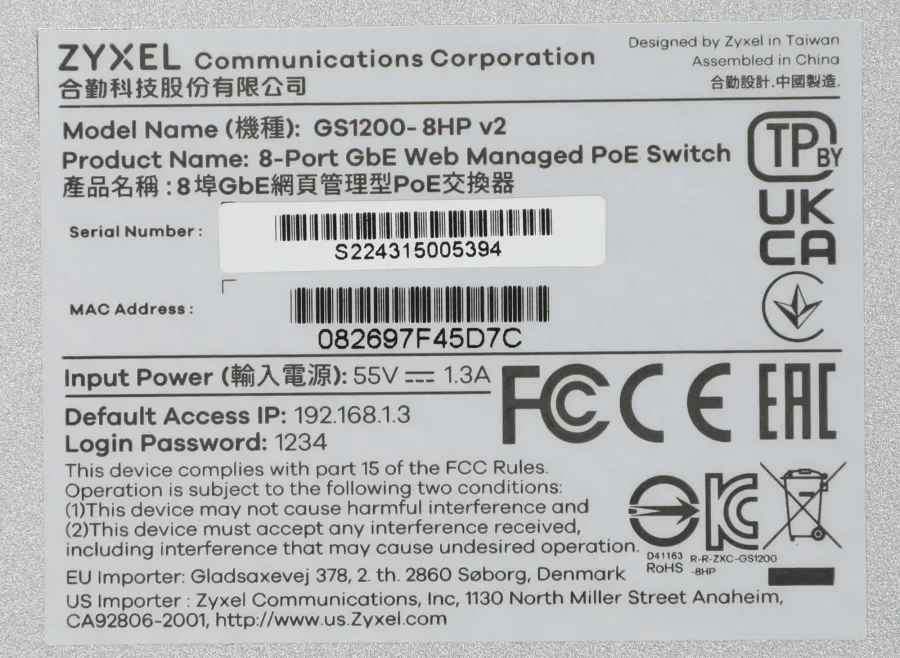 ZYXEL Communications Corporation
合勤科技股份有限公司
Designed by Zyxel in Taiwan
Assembled in China
合勤設計.中國製造.
Model Name (機種): GS1200-8HP v2
Product Name: 8-Port GbE Web Managed PoE Switch
產品名稱:8埠GbE網頁管理型PoE交換器
TP BY
UK
CA
Serial Number:
S224315005394
MAC Address:
082697F45D7C
Input Power (輸入電源): 55V ⎓ 1.3A
FC CE EAC
Default Access IP: 192.168.1.3
Login Password: 1234
This device complies with part 15 of the FCC Rules.
Operation is subject to the following two conditions:
(1)This device may not cause harmful interference and
(2)This device must accept any interference received,
including interference that may cause undesired operation.
D41163
RoHS
R-R-ZXC-GS1200
-8HP
EU Importer: Gladsaxevej 378, 2. th. 2860 Søborg, Denmark
US Importer : Zyxel Communications, Inc, 1130 North Miller Street Anaheim,
CA92806-2001, http://www.us.Zyxel.com